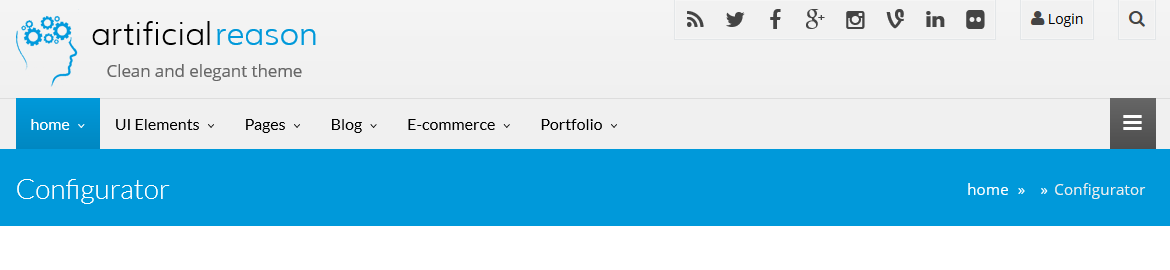 artificial reason
Clean and elegant theme
Login
home
UI Elements
Pages
Blog
E-commerce
Portfolio
Configurator
home » » Configurator